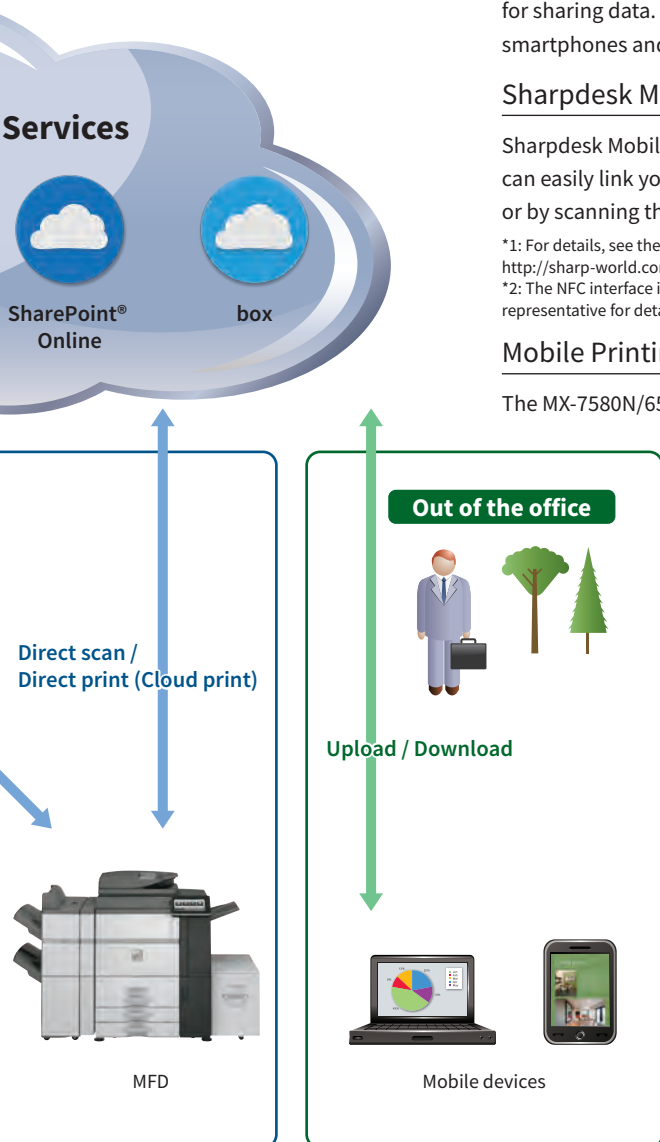 Services
SharePoint®
Online
box
for sharing data.
smartphones and
Sharpdesk M
Sharpdesk Mobil
can easily link yo
or by scanning th
*1: For details, see the
http://sharp-world.co
*2: The NFC interface i
representative for deta
Mobile Printi
The MX-7580N/65
Direct scan /
Direct print (Cloud print)
MFD
Out of the office
Upload / Download
Mobile devices